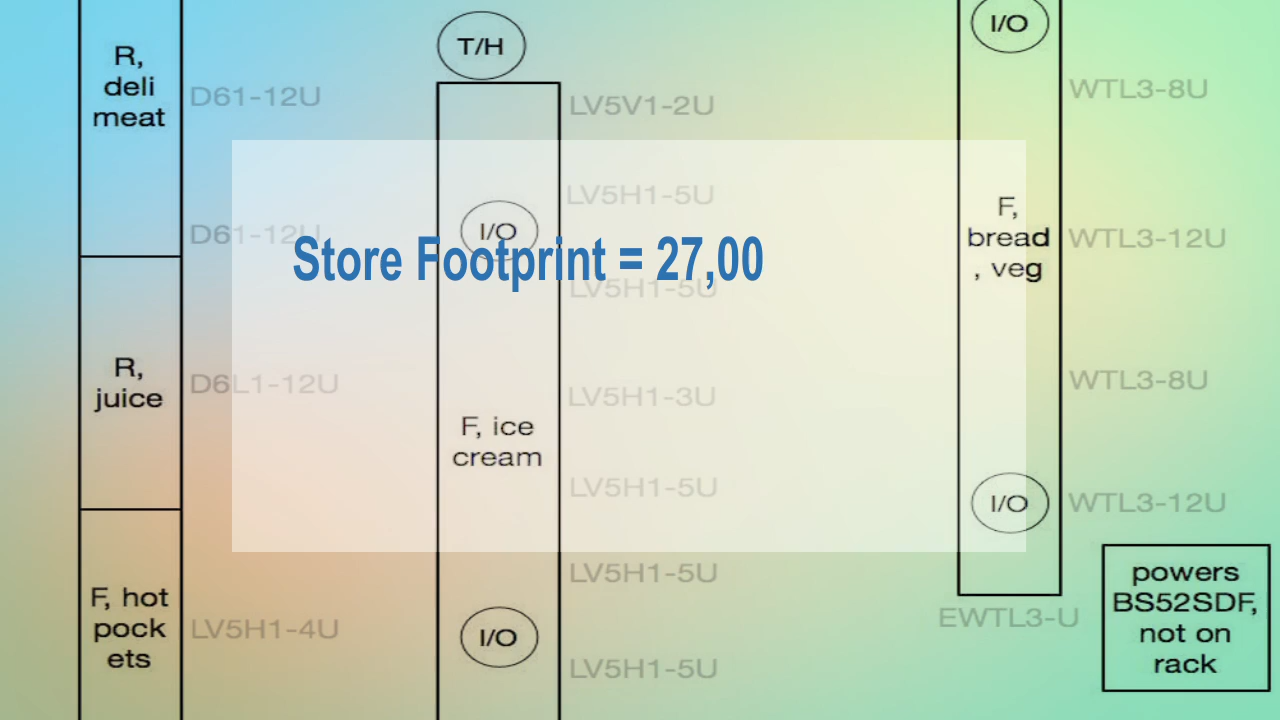 R,
deli
meat
D61-12U
D61-12U
R,
juice
D6L1-12U
F, hot
pock
ets
LV5H1-4U
T/H
I/O
F, ice
cream
I/O
LV5V1-2U
LV5H1-5U
Store Footprint = 27,00
LV5H1-5U
LV5H1-3U
LV5H1-5U
LV5H1-5U
LV5H1-5U
I/O
F,
bread
, veg
I/O
WTL3-8U
WTL3-12U
WTL3-8U
WTL3-12U
EWTL3-U
powers
BS52SDF,
not on
rack